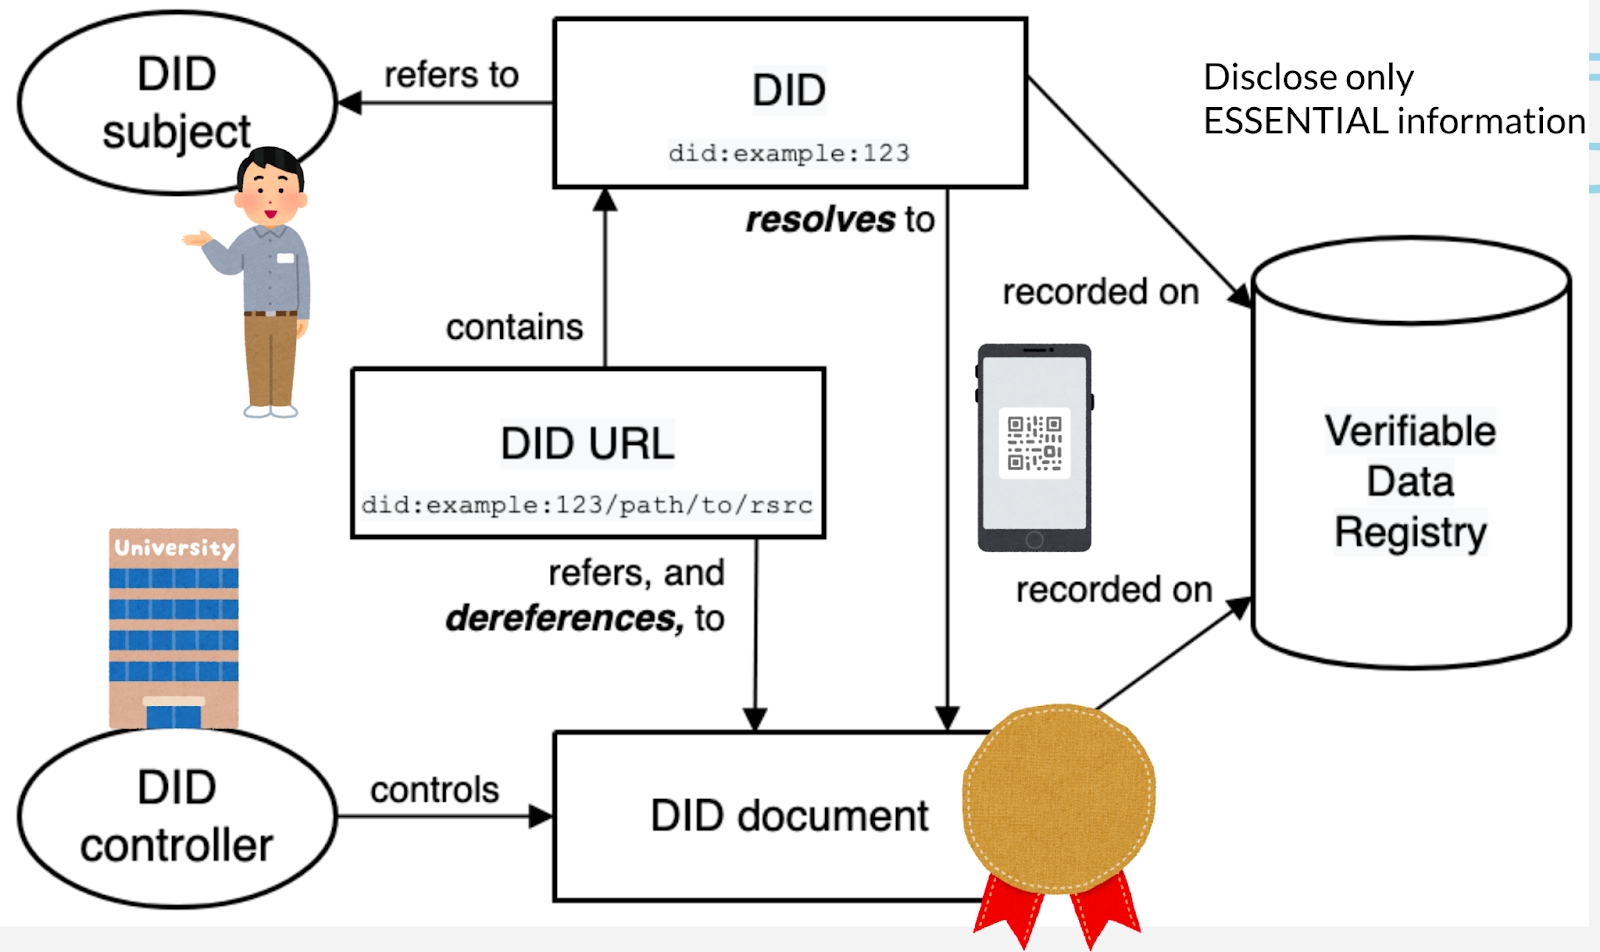 DID
subject
refers to
DID
did:example:123
Disclose only
ESSENTIAL information
resolves to
recorded on
contains
DID URL
did:example:123/path/to/rsrc
Verifiable
Data
Registry
University
refers, and
dereferences, to
recorded on
DID
controller
controls
DID document